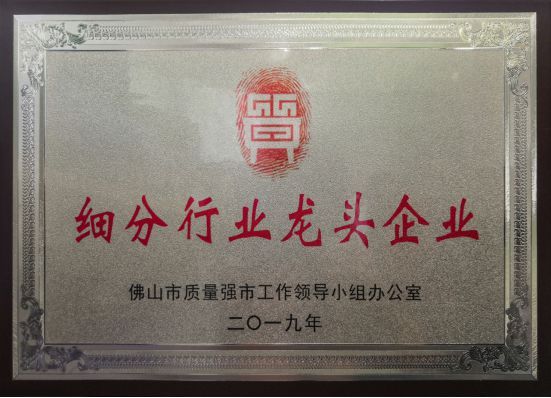 質
细分行业龙头企业
佛山市质量强市工作领导小组办公室
二〇一九年